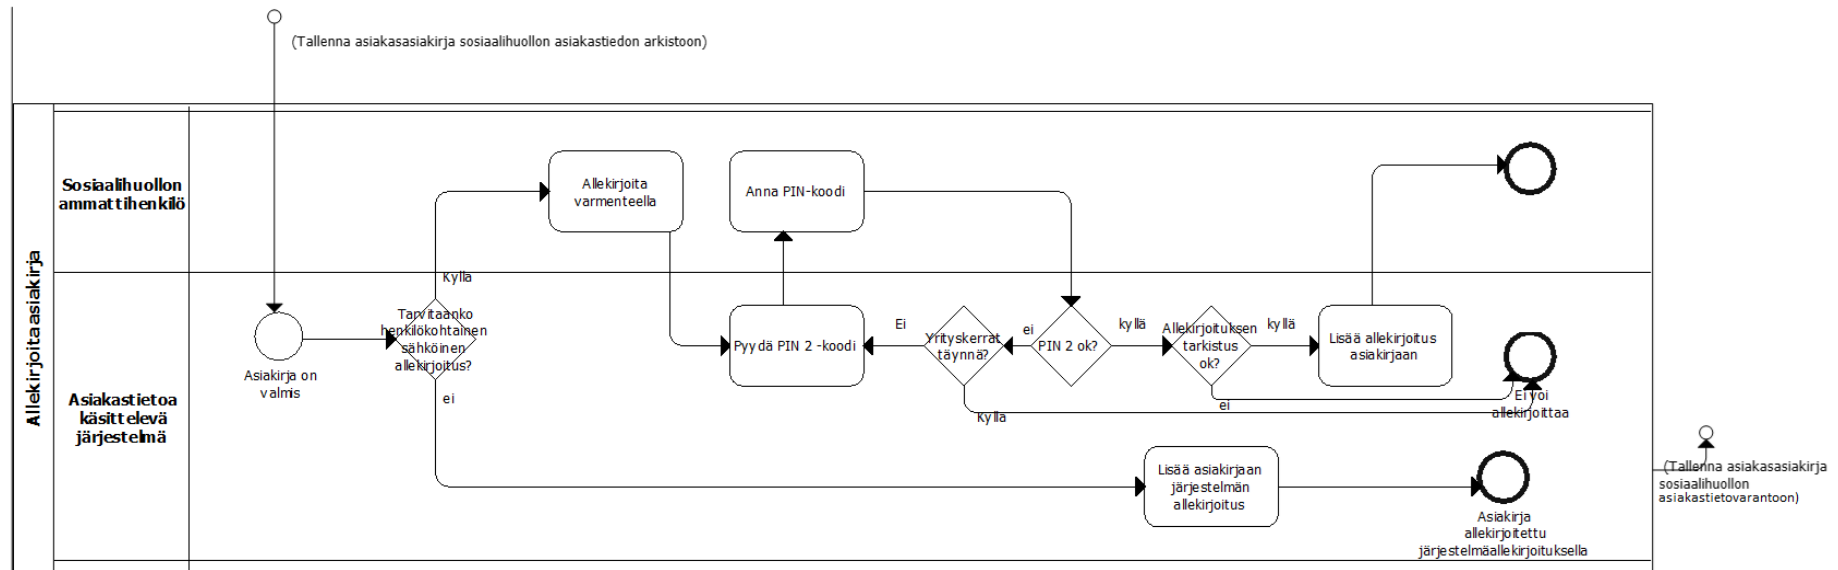 (Tallenna asiakasasiakirja sosiaalihuollon asiakastiedon arkistoon)
Allekirjoita asiakirja
Sosiaalihuollon
ammattihenkilö
Allekirjoita
varmenteella
Anna PIN-koodi
Asiakastietoa
käsittelevä
järjestelmä
Asiakirja on
valmis
Kyllä
Tarvitaanko
henkilökohtainen
sähköinen
allekirjoitus?
ei
Pyydä PIN 2 -koodi
Ei
Yrityskerrat
täynnä?
Kyllä
ei
PIN 2 ok?
kyllä
Allekirjoituksen
tarkistus
ok?
kyllä
ei
Lisää allekirjoitus
asiakirjaan
Ei voi
allekirjoittaa
Lisää asiakirjaan
järjestelmän
allekirjoitus
Asiakirja
allekirjoitettu
järjestelmäallekirjoituksella
(Tallenna asiakasasiakirja
sosiaalihuollon
asiakastietovarantoon)